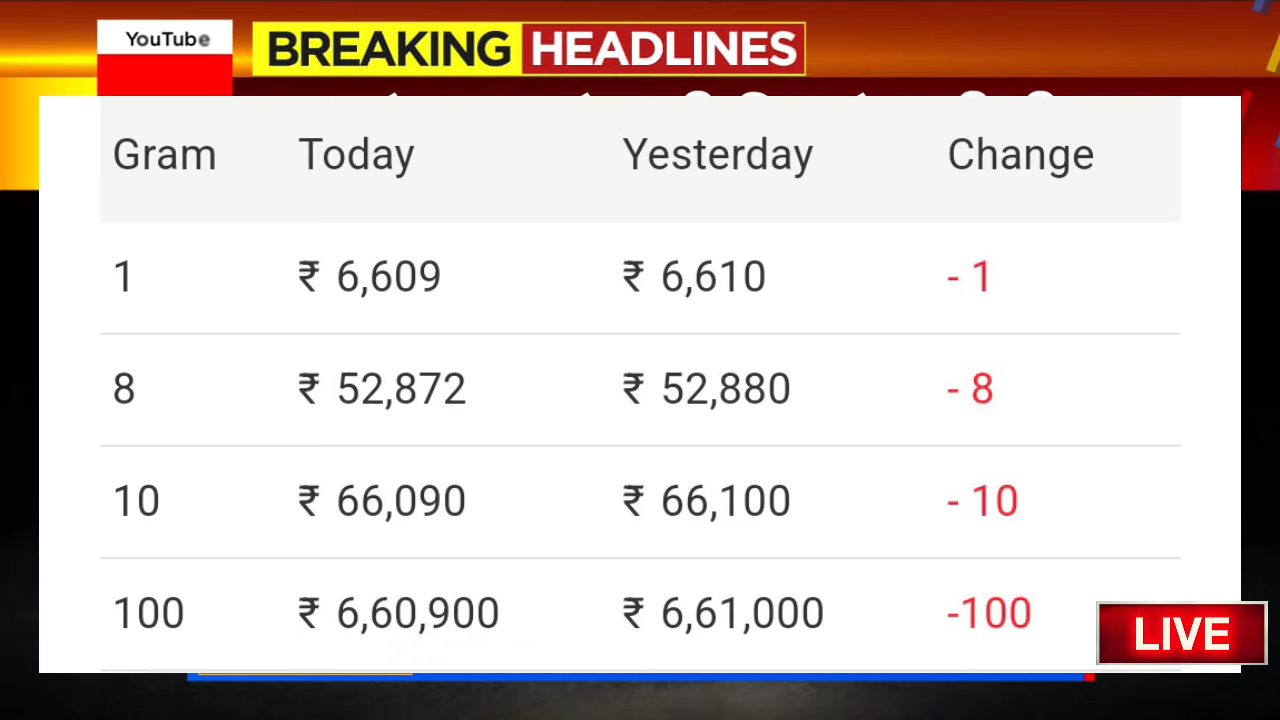 YouTube
BREAKING HEADLINES
Gram Today Yesterday Change
1 ₹ 6,609 ₹ 6,610 - 1
8 ₹ 52,872 ₹ 52,880 - 8
10 ₹ 66,090 ₹ 66,100 - 10
100 ₹ 6,60,900 ₹ 6,61,000 -100
LIVE